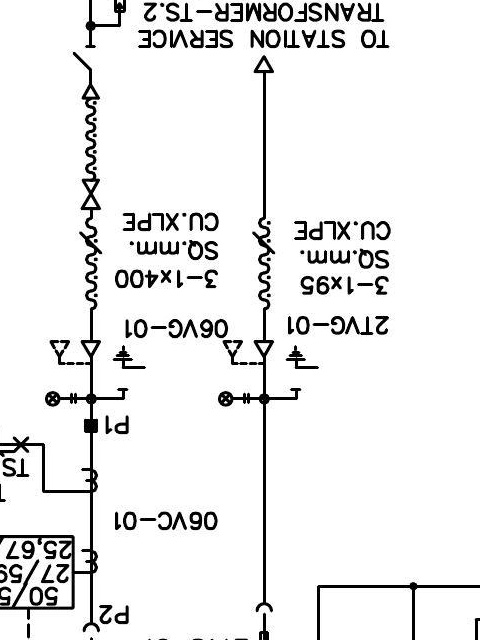 P2
50/5
27/59
25,67/
06VC-01
TS
P1
2TVG-01
06VG-01
3-1x95
SQ.mm.
CU.XLPE
3-1x400
SQ.mm.
CU.XLPE
TO STATION SERVICE
TRANSFORMER-TS.2